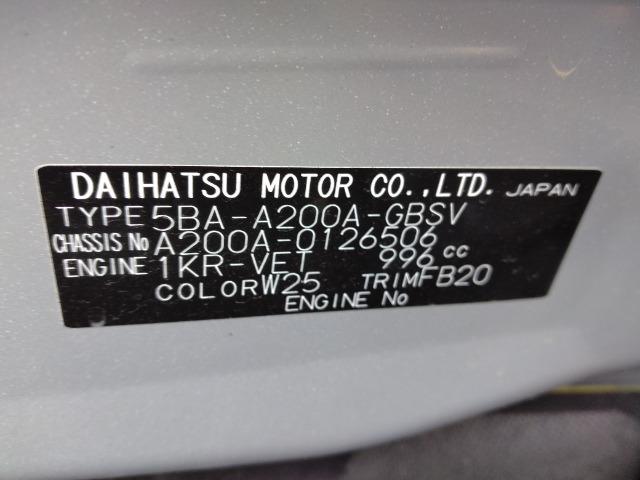 DAIHATSU MOTOR CO.,LTD. JAPAN
TYPE 5BA-A200A-GBSV
CHASSIS No A200A-0126506
ENGINE 1KR-VET 996 cc
COLOR W25 TRIM FB20
ENGINE No